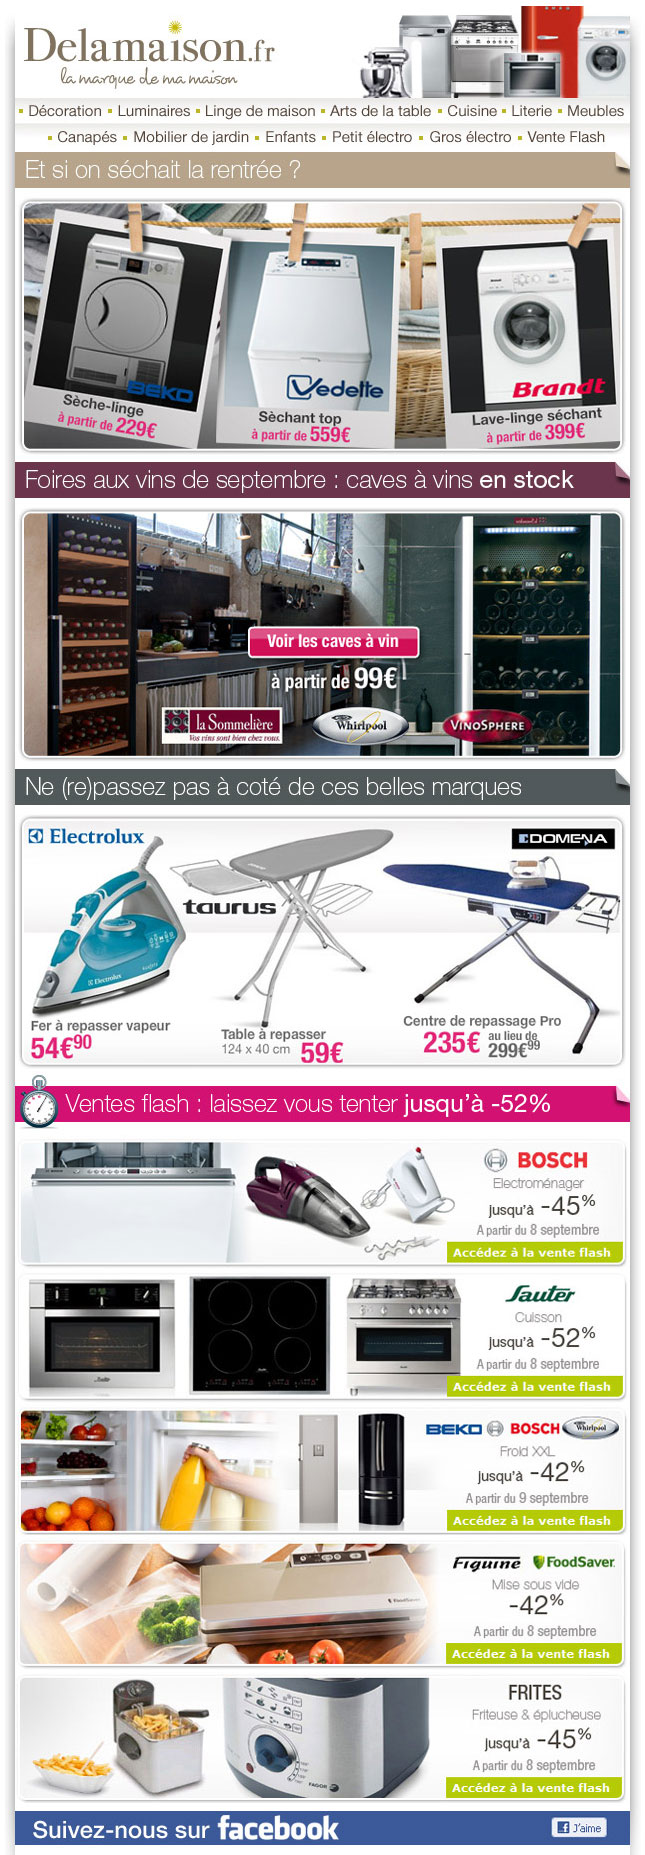 Delamaison.fr
la marque de ma maison
Décoration Luminaires Linge de maison Arts de la table Cuisine Literie Meubles
Canapés Mobilier de jardin Enfants Petit électro Gros électro Vente Flash
Et si on séchait la rentrée ?
BEKO
Sèche-linge
à partir de 229€
Vedette
Sèchant top
à partir de 559€
Brandt
Lave-linge séchant
à partir de 399€
Foires aux vins de septembre : caves à vins en stock
Voir les caves à vin
à partir de 99€
la Sommelière
Vos vins sont bien chez vous.
Whirlpool
VINOSPHERE
Ne (re)passez pas à coté de ces belles marques
Electrolux
Electrolux
Fer à repasser vapeur
54€90
taurus
Table à repasser
124 x 40 cm 59€
DOMENA
Centre de repassage Pro
235€ au lieu de
299€99
Ventes flash : laissez vous tenter jusqu'à -52%
BOSCH
Electroménager
jusqu'à -45%
A partir du 8 septembre
Accédez à la vente flash
Sauter
Cuisson
jusqu'à -52%
A partir du 8 septembre
Accédez à la vente flash
BEKO BOSCH Whirlpool
Froid XXL
jusqu'à -42%
A partir du 9 septembre
Accédez à la vente flash
FoodSaver
Figuine FoodSaver
Mise sous vide
-42%
A partir du 8 septembre
Accédez à la vente flash
FAGOR
FRITES
Friteuse & éplucheuse
jusqu'à -45%
A partir du 8 septembre
Accédez à la vente flash
Suivez-nous sur facebook
J'aime